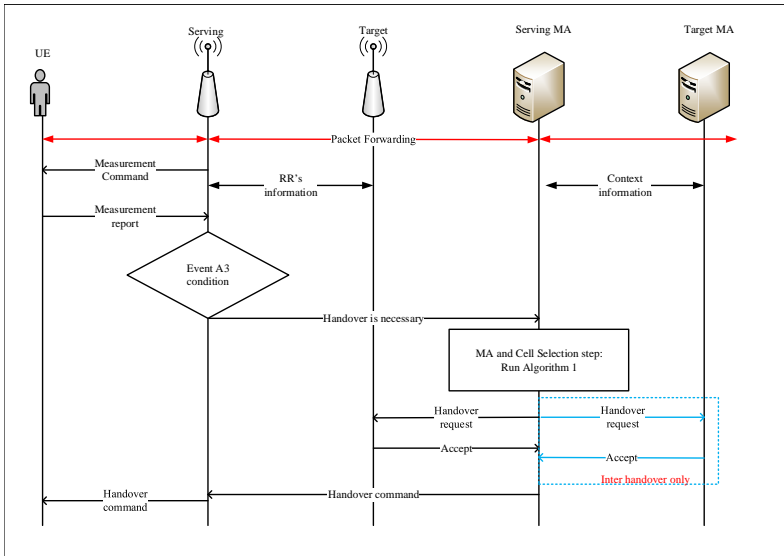 UE
Serving
Target
Serving MA
Target MA
Packet Forwarding
Measurement
Command
RR's
information
Context
information
Measurement
report
Event A3
condition
Handover is necessary
MA and Cell Selection step:
Run Algorithm 1
Handover
request
Handover
request
Accept
Accept
Inter handover only
Handover command
Handover
command